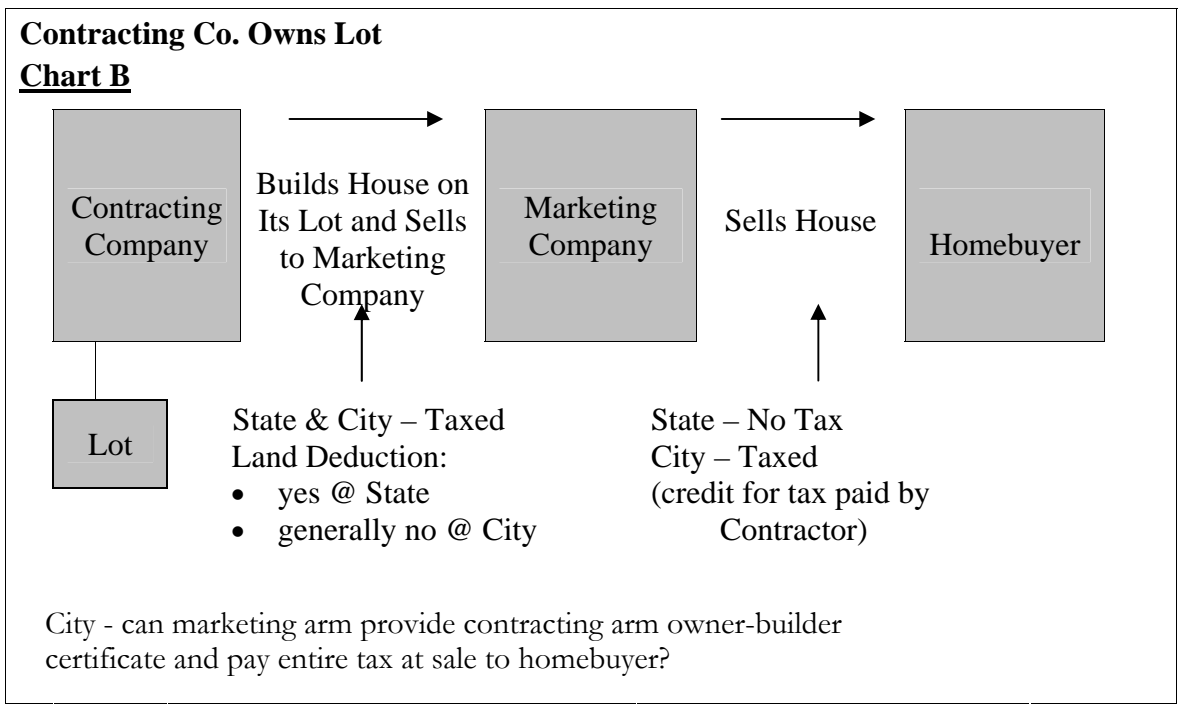 Contracting Co. Owns Lot
Chart B
Contracting
Company
Builds House on
Its Lot and Sells
to Marketing
Company
Marketing
Company
Sells House
Homebuyer
Lot
State & City – Taxed
Land Deduction:
• yes @ State
• generally no @ City
State – No Tax
City – Taxed
(credit for tax paid by
Contractor)
City - can marketing arm provide contracting arm owner-builder
certificate and pay entire tax at sale to homebuyer?